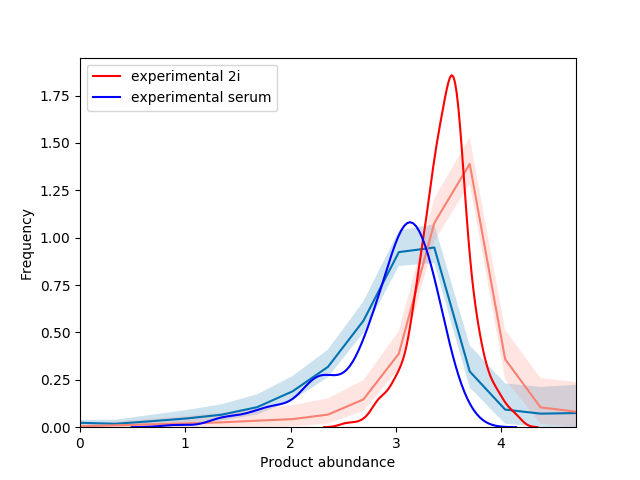 experimental 2i
experimental serum
Frequency
1.75
1.50
1.25
1.00
0.75
0.50
0.25
0.00
0 1 2 3 4
Product abundance